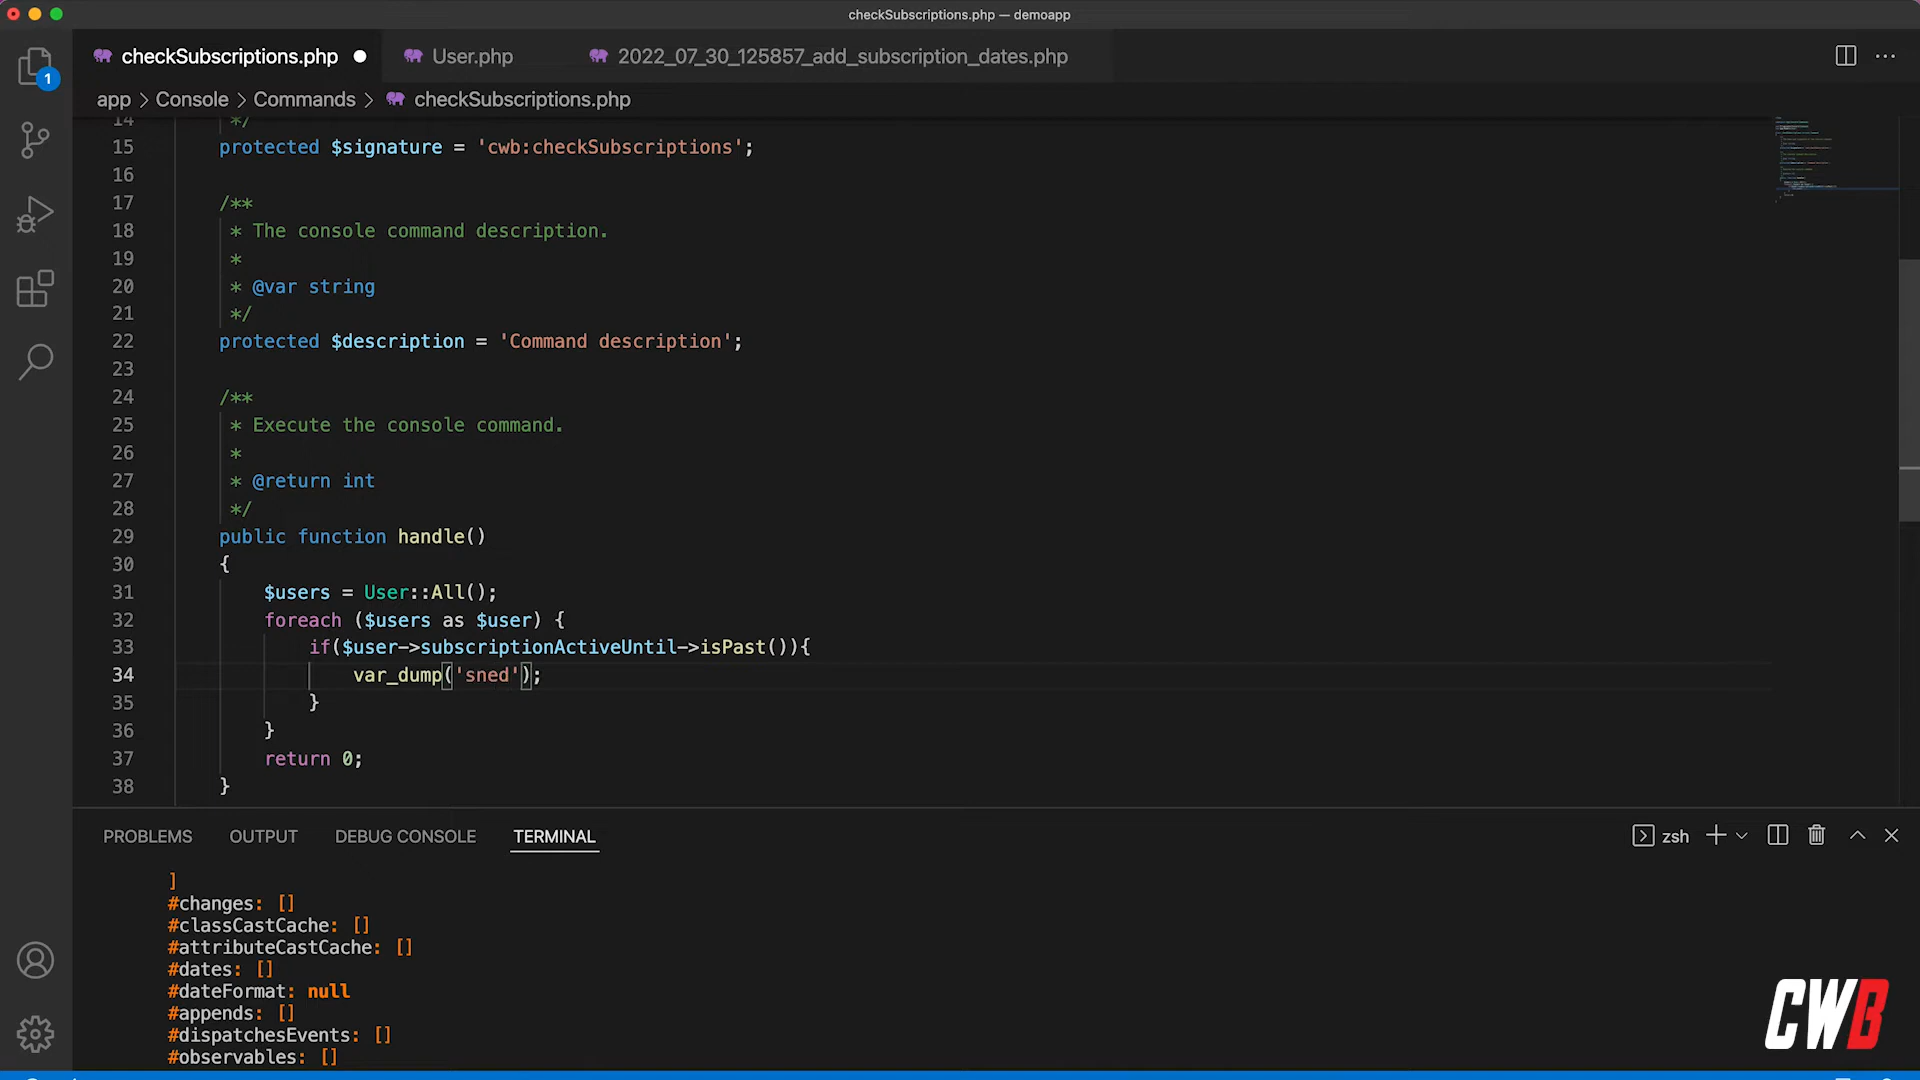 checkSubscriptions.php — demoapp
checkSubscriptions.php User.php 2022_07_30_125857_add_subscription_dates.php
1
app > Console > Commands > checkSubscriptions.php
14 */
15 protected $signature = 'cwb:checkSubscriptions';
16
17 /**
18 * The console command description.
19 *
20 * @var string
21 */
22 protected $description = 'Command description';
23
24 /**
25 * Execute the console command.
26 *
27 * @return int
28 */
29 public function handle()
30 {
31 $users = User::All();
32 foreach ($users as $user) {
33 if($user->subscriptionActiveUntil->isPast()){
34 var_dump('sned');
35 }
36 }
37 return 0;
38 }
PROBLEMS OUTPUT DEBUG CONSOLE TERMINAL zsh
]
#changes: []
#classCastCache: []
#attributeCastCache: []
#dates: []
#dateFormat: null
#appends: []
#dispatchesEvents: []
#observables: []
CWB